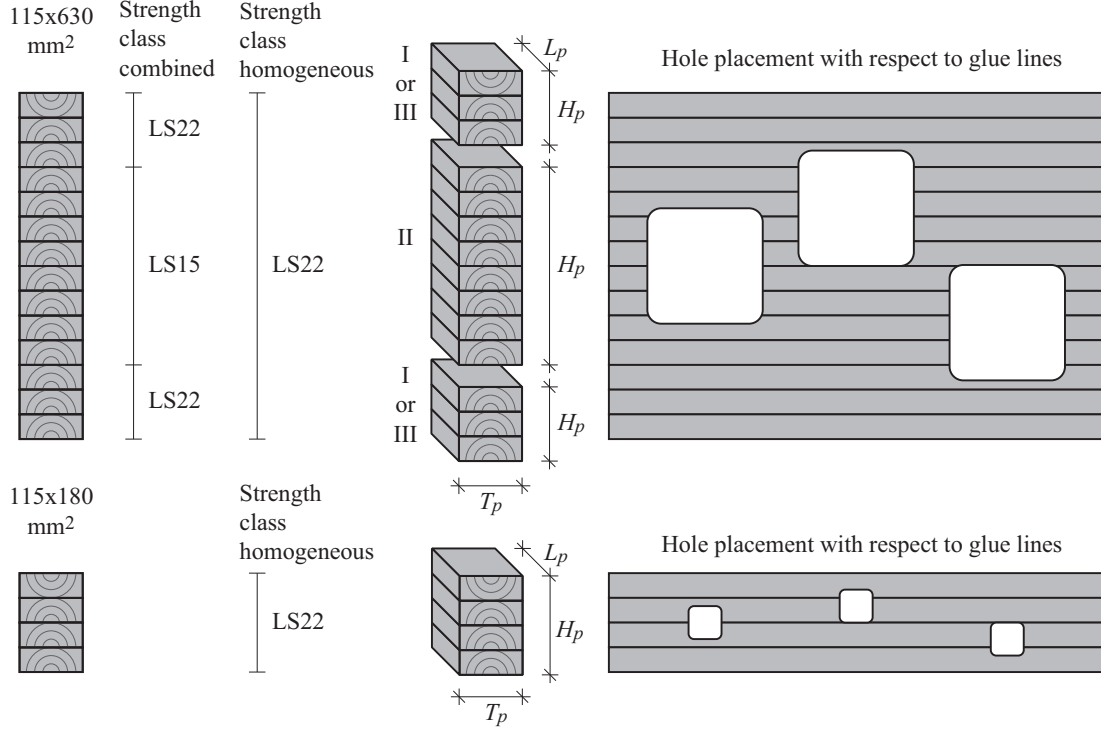 115x630
mm2
Strength
class
combined
Strength
class
homogeneous
LS22
LS15
LS22
LS22
I
or
III
II
I
or
III
Lp
Hp
Hp
Hp
Tp
Hole placement with respect to glue lines
115x180
mm2
Strength
class
homogeneous
LS22
Lp
Hp
Tp
Hole placement with respect to glue lines